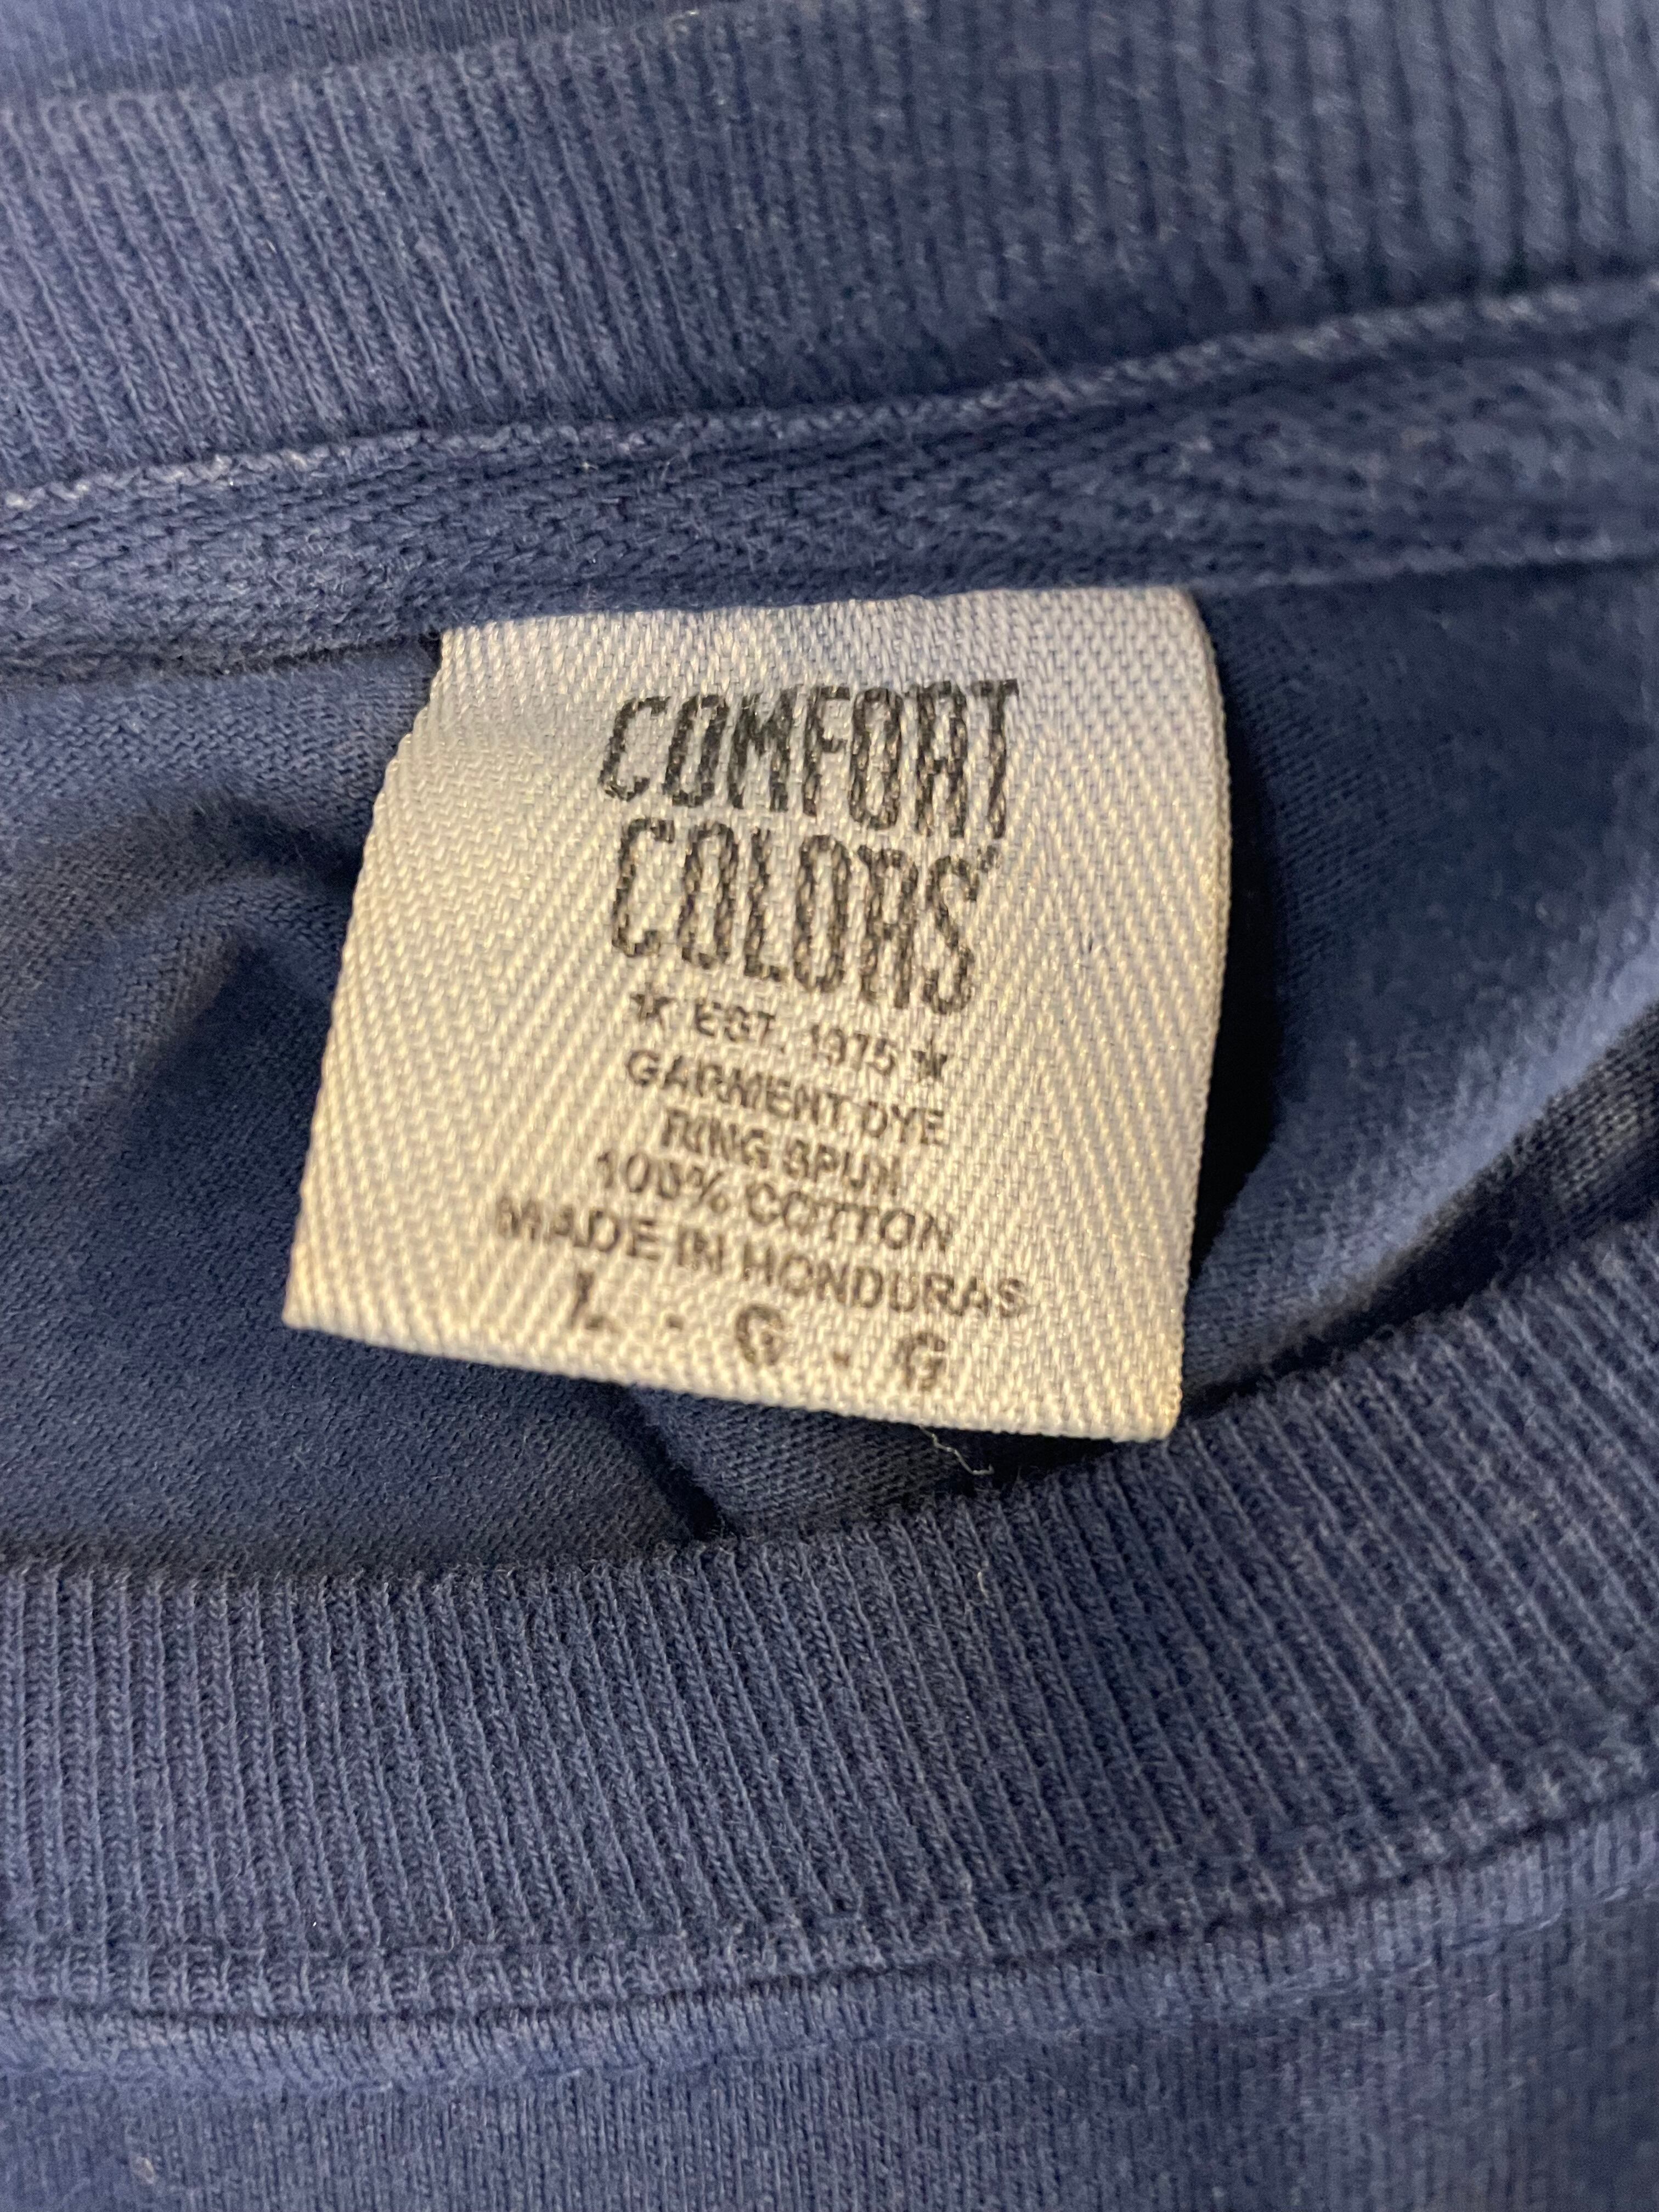 COMFORT
COLORS®
★ EST. 1975 ★
GARMENT DYE
RING SPUN
100% COTTON
MADE IN HONDURAS
L - G - G